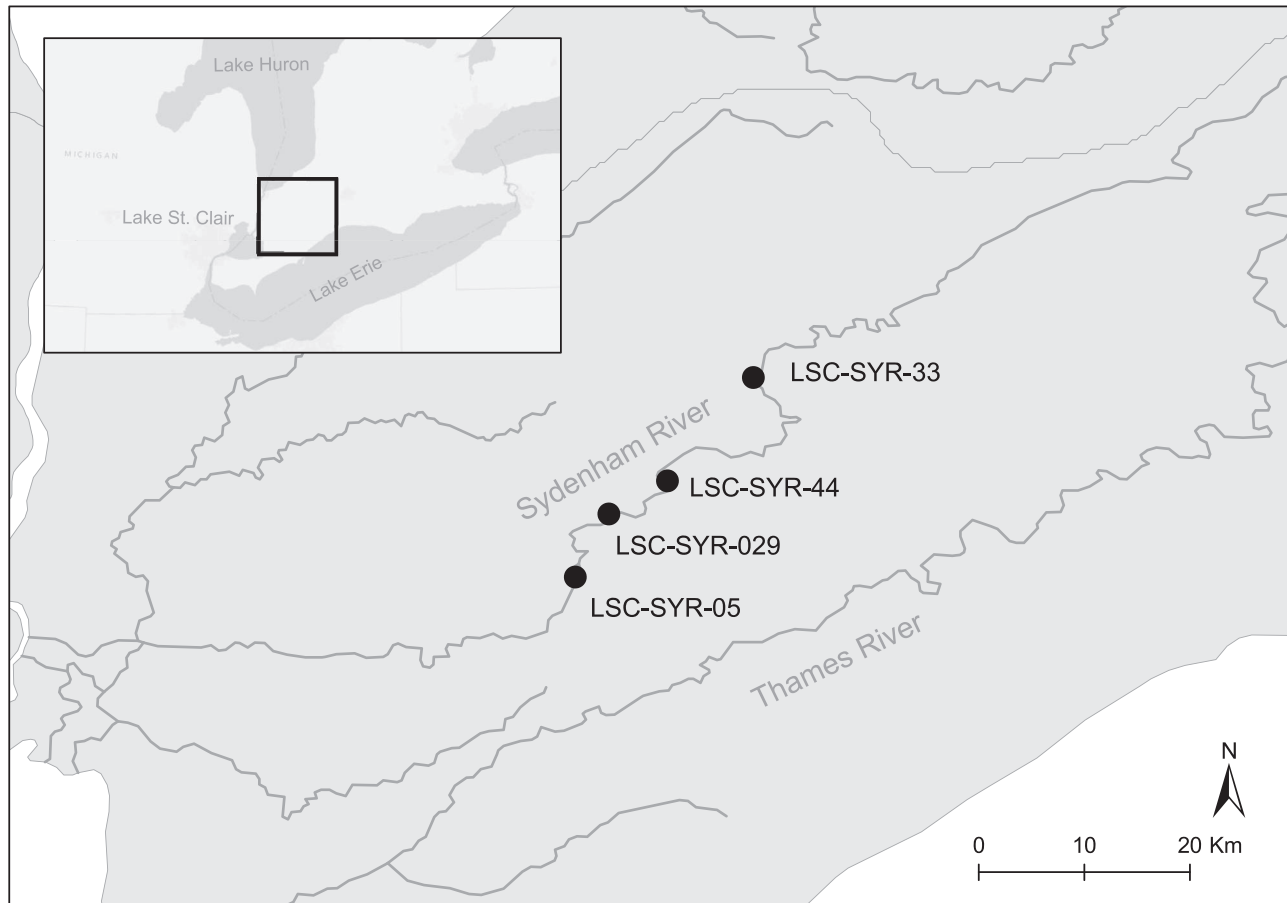 Lake Huron
MICHIGAN
Lake St. Clair
Lake Erie
LSC-SYR-33
Sydenham River
LSC-SYR-44
LSC-SYR-029
LSC-SYR-05
Thames River
N
0 10 20 Km